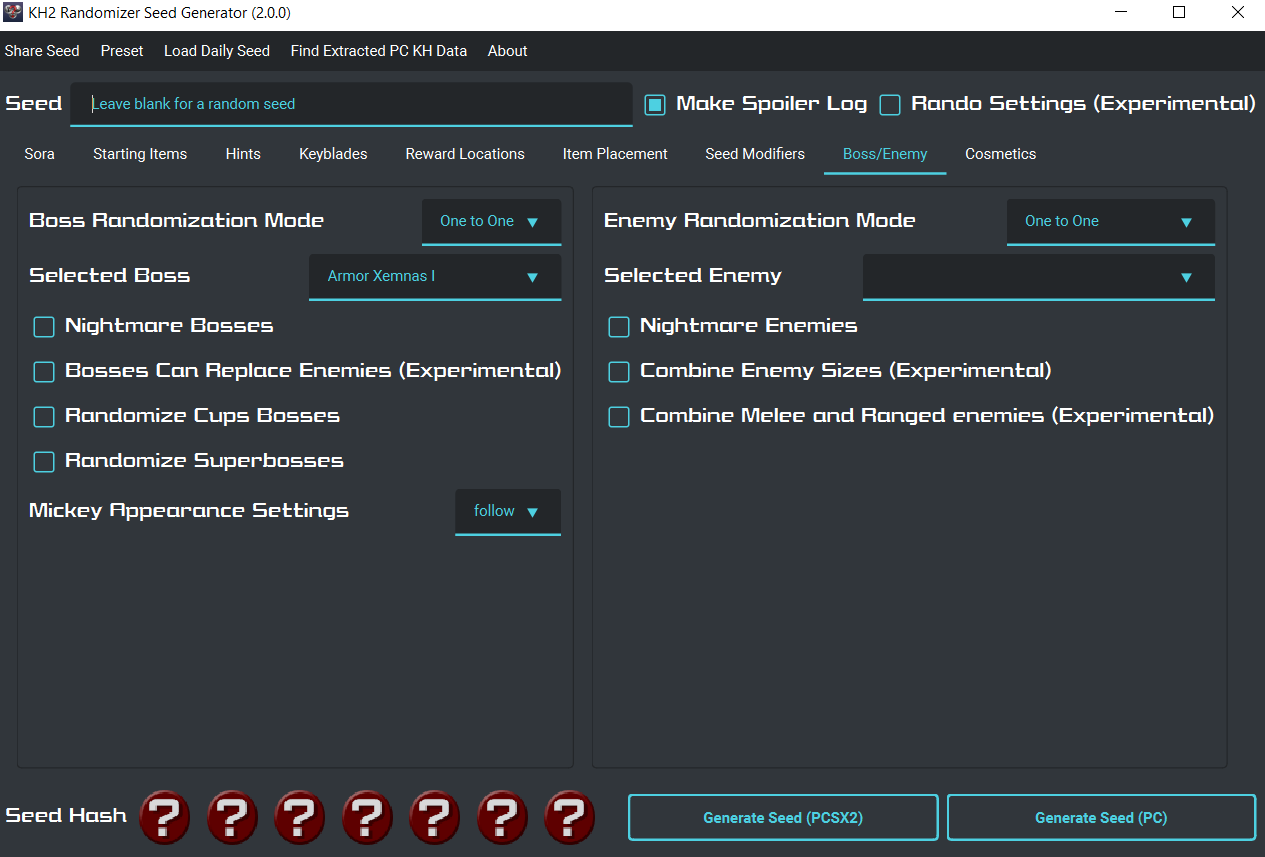 KH2 Randomizer Seed Generator (2.0.0)
Share Seed Preset Load Daily Seed Find Extracted PC KH Data About
Seed Leave blank for a random seed Make Spoiler Log Rando Settings (Experimental)
Sora Starting Items Hints Keyblades Reward Locations Item Placement Seed Modifiers Boss/Enemy Cosmetics
Boss Randomization Mode One to One
Selected Boss Armor Xemnas I
Nightmare Bosses
Bosses Can Replace Enemies (Experimental)
Randomize Cups Bosses
Randomize Superbosses
Mickey Appearance Settings follow
Enemy Randomization Mode One to One
Selected Enemy
Nightmare Enemies
Combine Enemy Sizes (Experimental)
Combine Melee and Ranged enemies (Experimental)
Seed Hash ? ? ? ? ? ? ? Generate Seed (PCSX2) Generate Seed (PC)